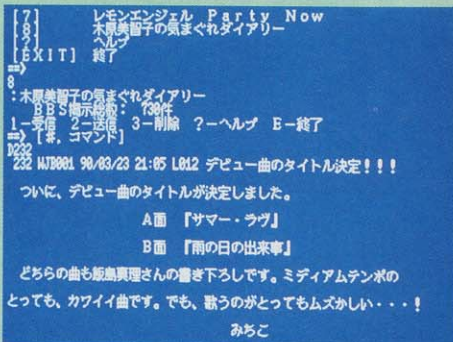 [7] レモンエンジェル Party Now
[8] 木原美智子の気まぐれダイアリー
[?] ヘルプ
[EXIT] 終了
==>
8
:木原美智子の気まぐれダイアリー
BBS掲示総数: 730件
1-受信 2-送信 3-削除 ?-ヘルプ E-終了
==> [#, コマンド]
D232
232 WJB001 90/03/23 21:05 L012 デビュー曲のタイトル決定!!!
ついに、デビュー曲のタイトルが決定しました。
A面 『サマー・ラヴ』
B面 『雨の日の出来事』
どちらの曲も飯島真理さんの書き下ろしです。ミディアムテンポの
とっても、カワイイ曲です。でも、歌うのがとってもムズかしい・・・!
みちこ